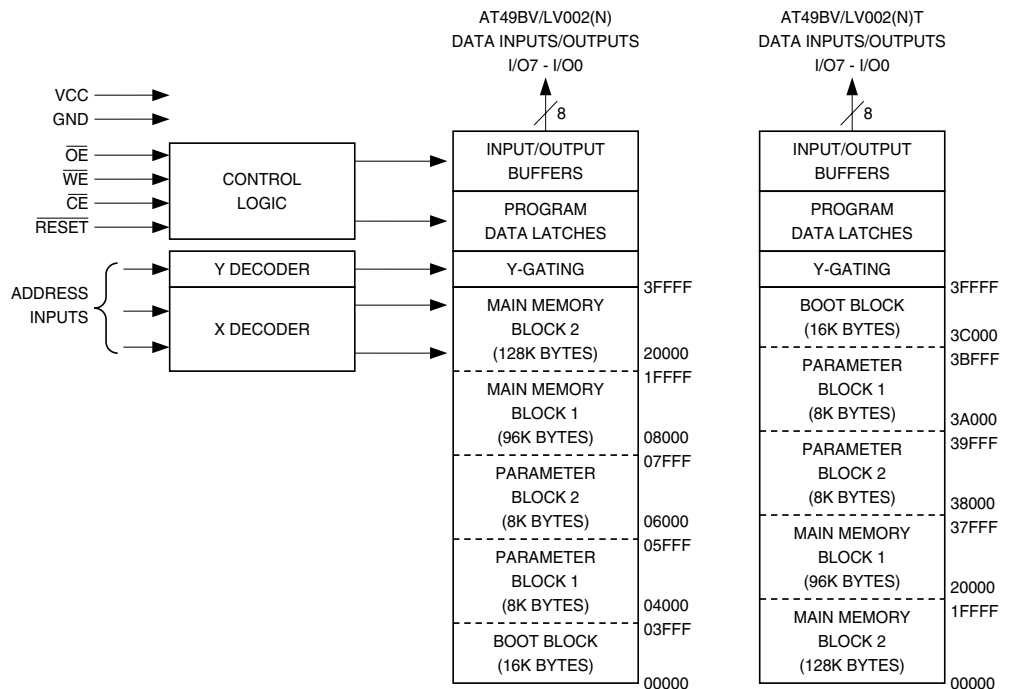 AT49BV/LV002(N)
DATA INPUTS/OUTPUTS
I/O7 - I/O0
8
AT49BV/LV002(N)T
DATA INPUTS/OUTPUTS
I/O7 - I/O0
8
VCC
GND
OE
WE
CE
RESET
CONTROL
LOGIC
ADDRESS
INPUTS
Y DECODER
X DECODER
INPUT/OUTPUT
BUFFERS
PROGRAM
DATA LATCHES
Y-GATING
3FFFF
MAIN MEMORY
BLOCK 2
(128K BYTES)
20000
1FFFF
MAIN MEMORY
BLOCK 1
(96K BYTES)
08000
07FFF
PARAMETER
BLOCK 2
(8K BYTES)
06000
05FFF
PARAMETER
BLOCK 1
(8K BYTES)
04000
03FFF
BOOT BLOCK
(16K BYTES)
00000
INPUT/OUTPUT
BUFFERS
PROGRAM
DATA LATCHES
Y-GATING
3FFFF
BOOT BLOCK
(16K BYTES)
3C000
3BFFF
PARAMETER
BLOCK 1
(8K BYTES)
3A000
39FFF
PARAMETER
BLOCK 2
(8K BYTES)
38000
37FFF
MAIN MEMORY
BLOCK 1
(96K BYTES)
20000
1FFFF
MAIN MEMORY
BLOCK 2
(128K BYTES)
00000